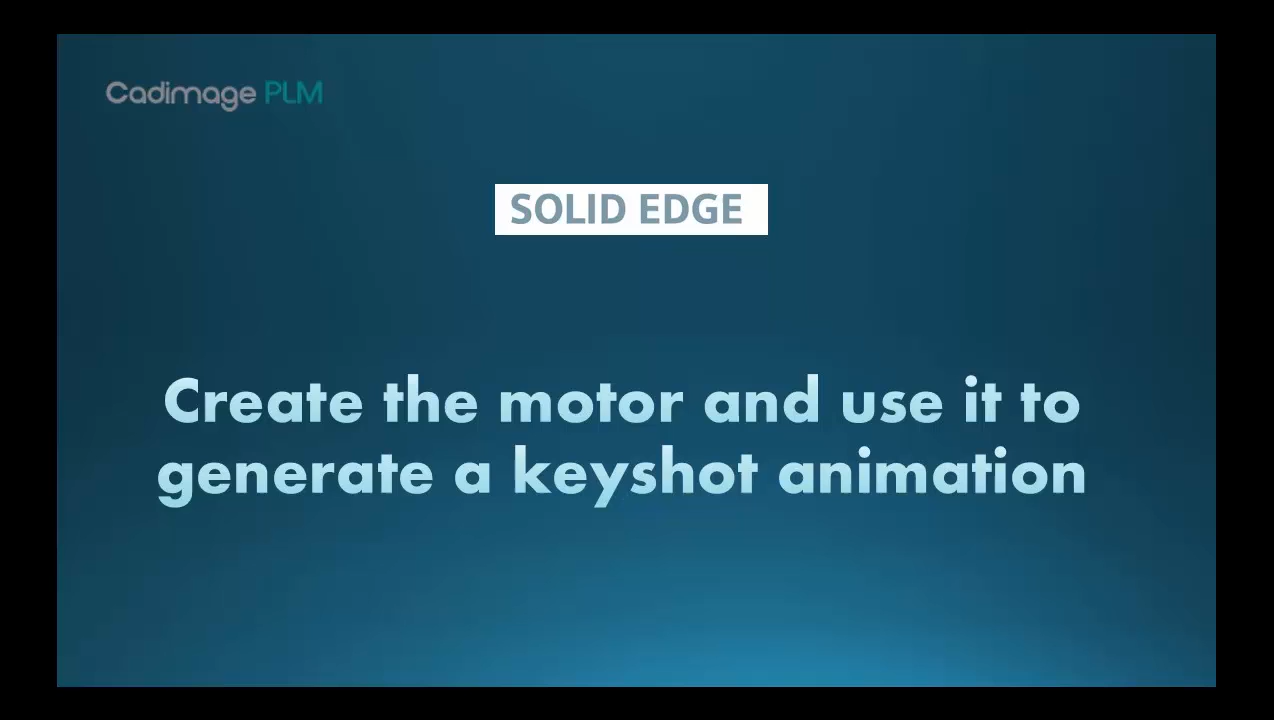 Cadimage PLM
SOLID EDGE
Create the motor and use it to
generate a keyshot animation